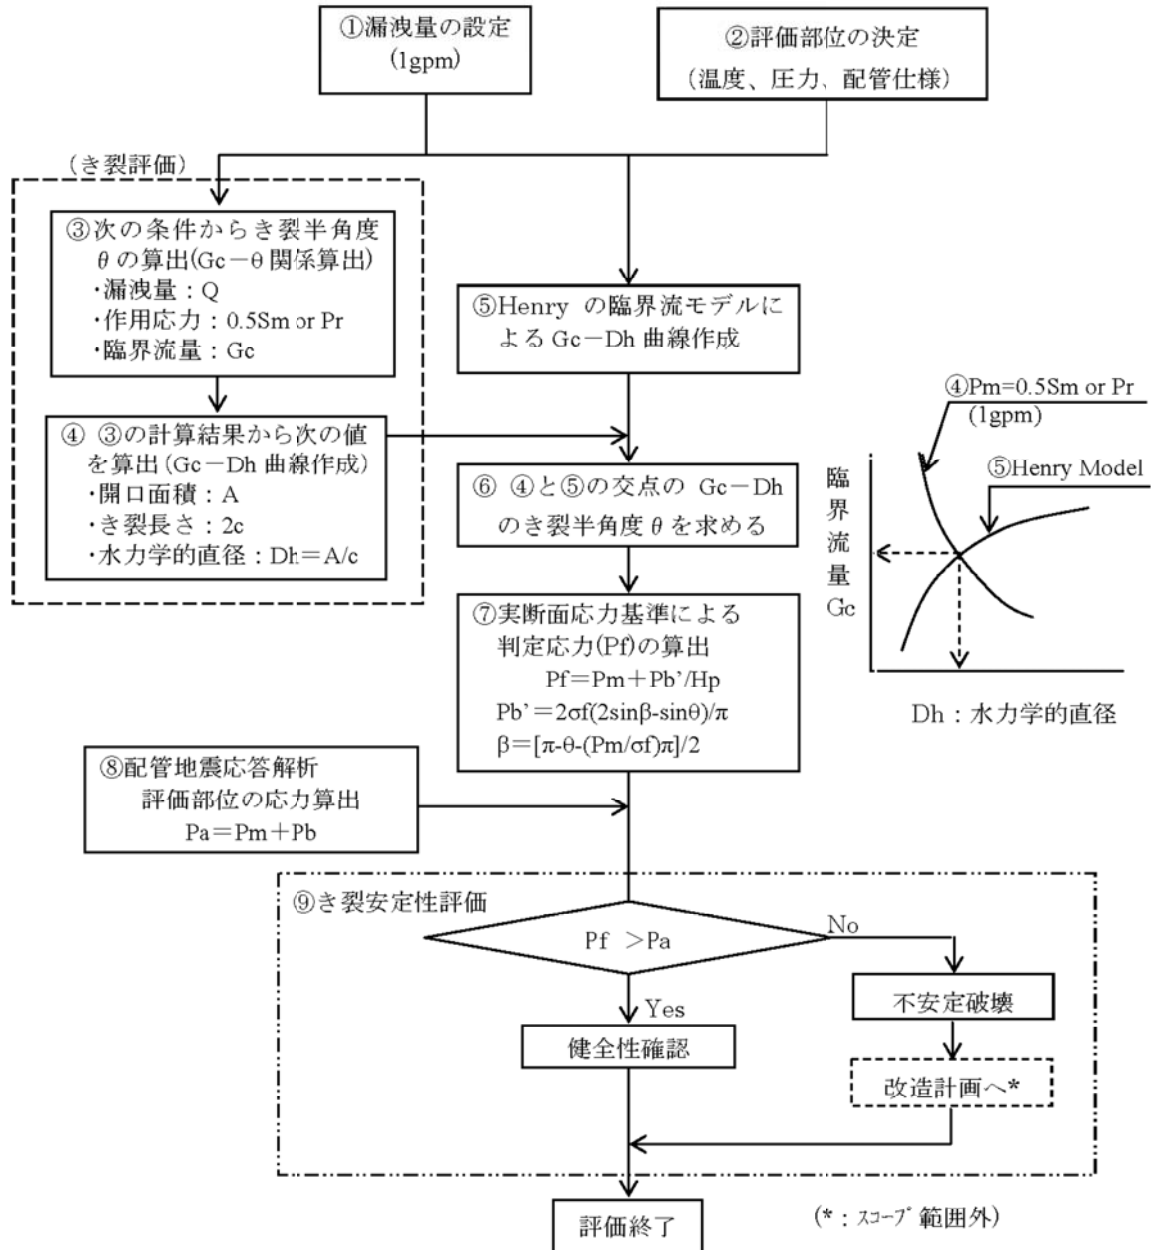 ①漏洩量の設定
(1gpm)
②評価部位の決定
(温度、圧力、配管仕様)
(き裂評価)
③次の条件からき裂半角度
θの算出(Gc－θ関係算出)
・漏洩量：Q
・作用応力：0.5Sm or Pr
・臨界流量：Gc
④ ③の計算結果から次の値
を算出(Gc－Dh 曲線作成)
・開口面積：A
・き裂長さ：2c
・水力学的直径：Dh＝A/c
⑤Henry の臨界流モデルに
よる Gc－Dh 曲線作成
⑥ ④と⑤の交点の Gc－Dh
のき裂半角度θを求める
④Pm=0.5Sm or Pr
(1gpm)
⑤Henry Model
臨界流量 Gc
Dh：水力学的直径
⑦実断面応力基準による
判定応力(Pf)の算出
Pf＝Pm＋Pb’/Hp
Pb’＝2σf(2sinβ-sinθ)/π
β＝[π-θ-(Pm/σf)π]/2
⑧配管地震応答解析
評価部位の応力算出
Pa＝Pm＋Pb
⑨き裂安定性評価
Pf ＞Pa
No
Yes
不安定破壊
健全性確認
改造計画へ*
評価終了
(*：ｽｺｰﾌﾟ範囲外)